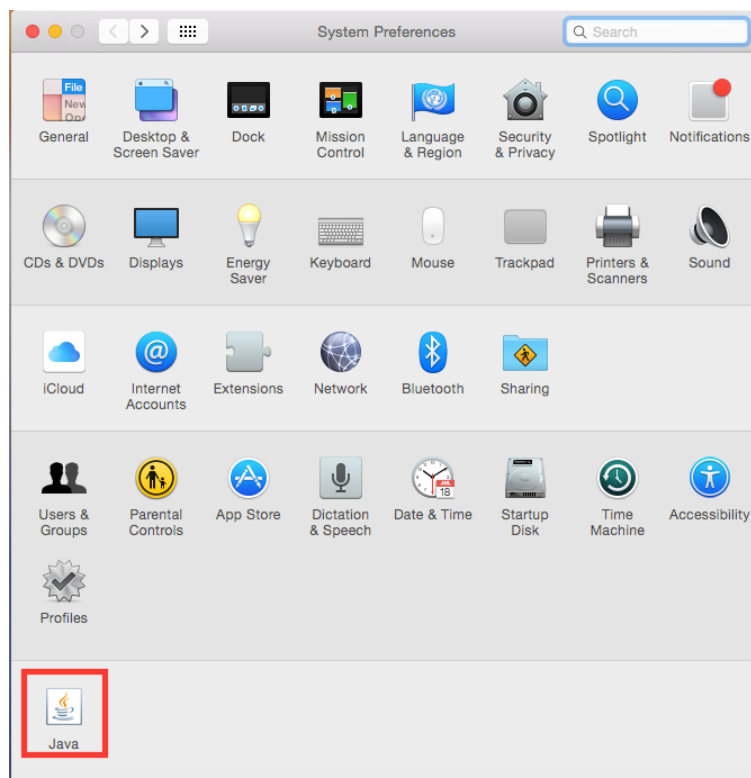 System Preferences
Search
File
New
Ope
General
Desktop &
Screen Saver
Dock
Mission
Control
Language
& Region
Security
& Privacy
Spotlight
Notifications
CDs & DVDs
Displays
Energy
Saver
Keyboard
Mouse
Trackpad
Printers &
Scanners
Sound
iCloud
@
Internet
Accounts
Extensions
Network
Bluetooth
Sharing
JUL
18
Users &
Groups
Parental
Controls
App Store
Dictation
& Speech
Date & Time
Startup
Disk
Time
Machine
Accessibility
Profiles
Java